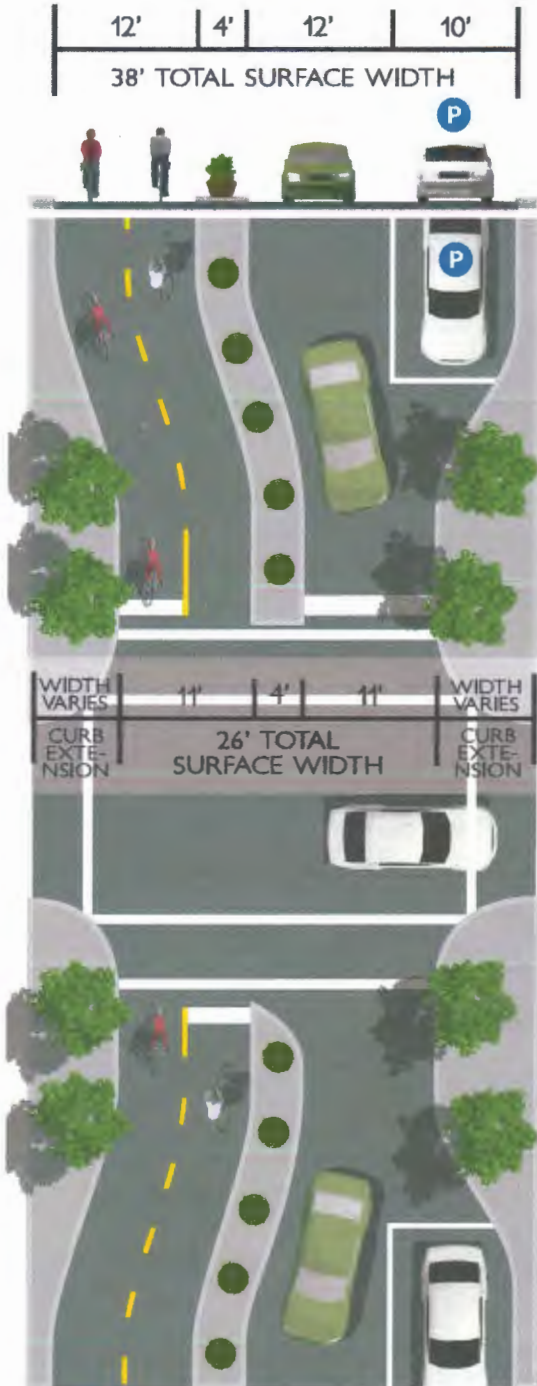 12' 4' 12' 10'
38' TOTAL SURFACE WIDTH
P
P
WIDTH VARIES 11' 4' 11' WIDTH VARIES
CURB EXTE- NSION 26' TOTAL SURFACE WIDTH CURB EXTE- NSION